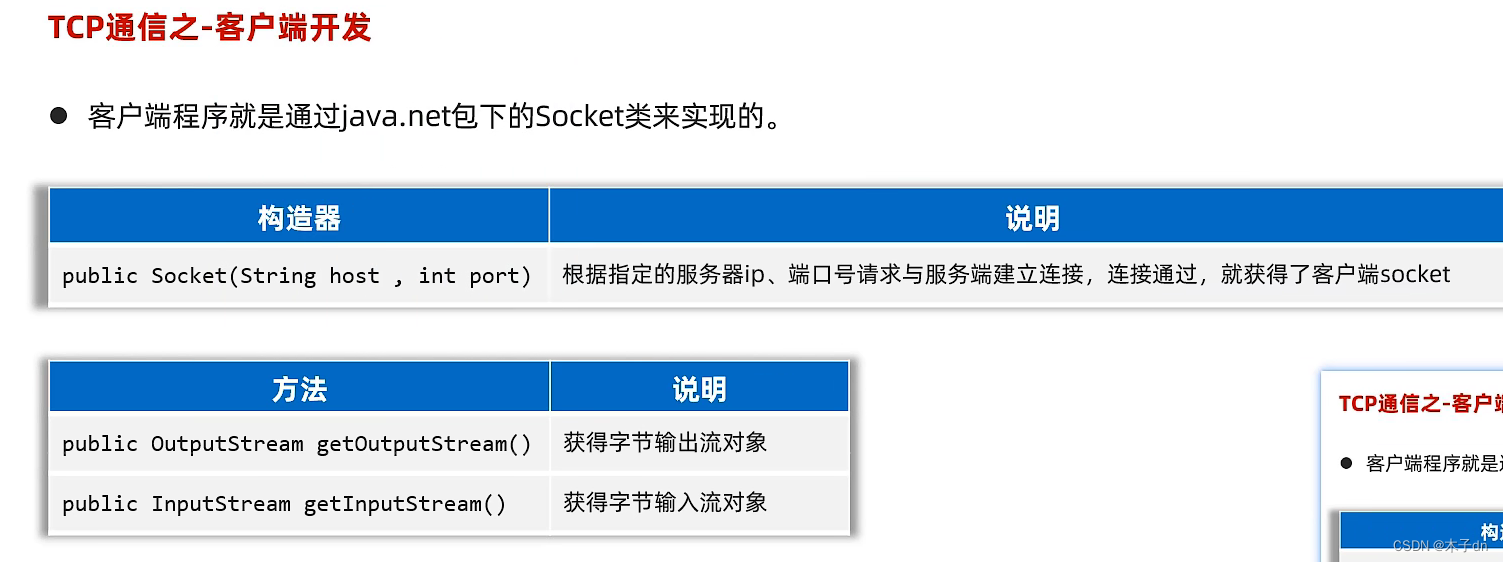 TCP通信之-客户端开发
● 客户端程序就是通过java.net包下的Socket类来实现的。
构造器 说明
public Socket(String host , int port) 根据指定的服务器ip、端口号请求与服务端建立连接，连接通过，就获得了客户端socket
方法 说明
public OutputStream getOutputStream() 获得字节输出流对象
public InputStream getInputStream() 获得字节输入流对象
TCP通信之-客户
● 客户端程序就是
构
CSDN @木子dn